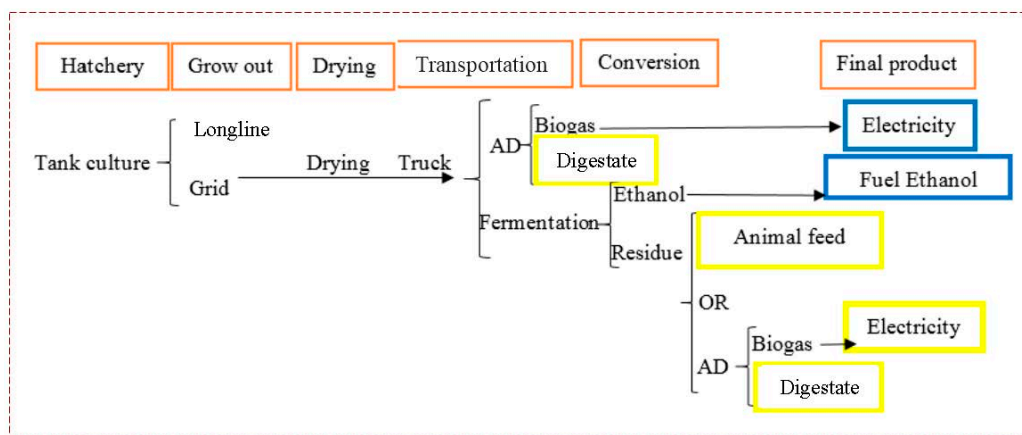 Hatchery
Grow out
Drying
Transportation
Conversion
Final product
Tank culture
Longline
Grid
Drying
Truck
AD
Biogas
Electricity
Digestate
Fermentation
Ethanol
Fuel Ethanol
Residue
Animal feed
OR
AD
Biogas
Electricity
Digestate